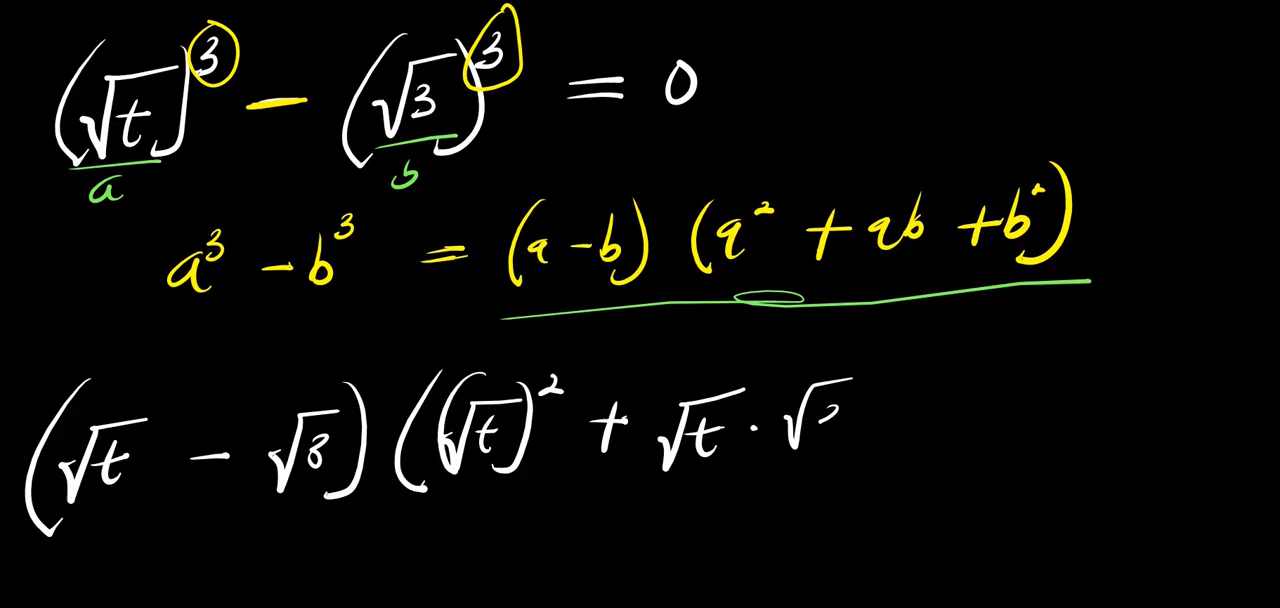 (√t)³ - (√3)³ = 0
a b
a³ - b³ = (a - b) (a² + ab + b²)
(√t - √3) ((√t)² + √t · √